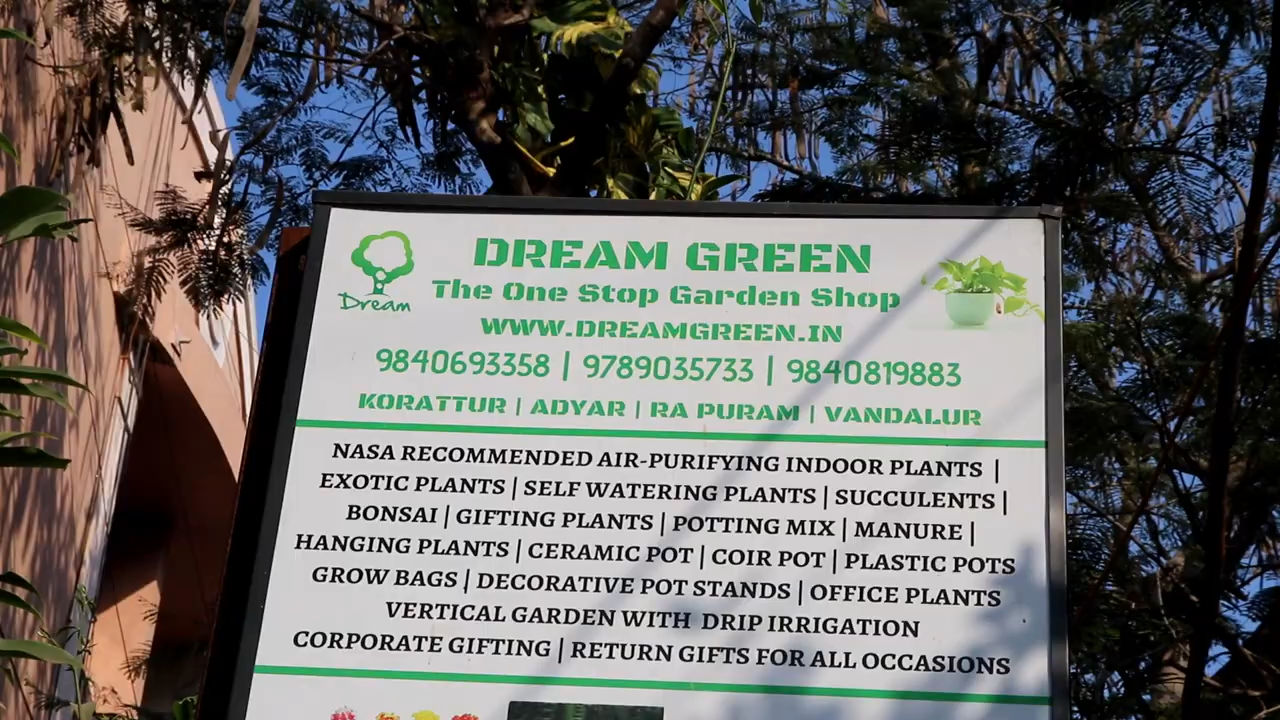 Dream
DREAM GREEN
The One Stop Garden Shop
WWW.DREAMGREEN.IN
9840693358 | 9789035733 | 9840819883
KORATTUR | ADYAR | RA PURAM | VANDALUR
NASA RECOMMENDED AIR-PURIFYING INDOOR PLANTS |
EXOTIC PLANTS | SELF WATERING PLANTS | SUCCULENTS |
BONSAI | GIFTING PLANTS | POTTING MIX | MANURE |
HANGING PLANTS | CERAMIC POT | COIR POT | PLASTIC POTS
GROW BAGS | DECORATIVE POT STANDS | OFFICE PLANTS
VERTICAL GARDEN WITH DRIP IRRIGATION
CORPORATE GIFTING | RETURN GIFTS FOR ALL OCCASIONS